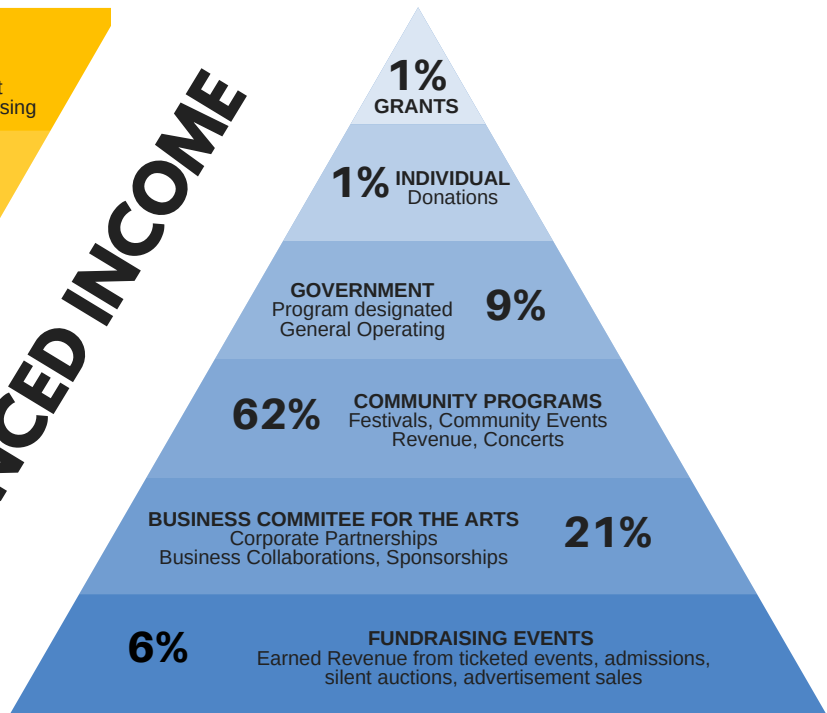 sing
NCED INCOME
1%
GRANTS
1% INDIVIDUAL
Donations
GOVERNMENT
Program designated
General Operating
9%
62%
COMMUNITY PROGRAMS
Festivals, Community Events
Revenue, Concerts
BUSINESS COMMITEE FOR THE ARTS
Corporate Partnerships
Business Collaborations, Sponsorships
21%
6%
FUNDRAISING EVENTS
Earned Revenue from ticketed events, admissions,
silent auctions, advertisement sales